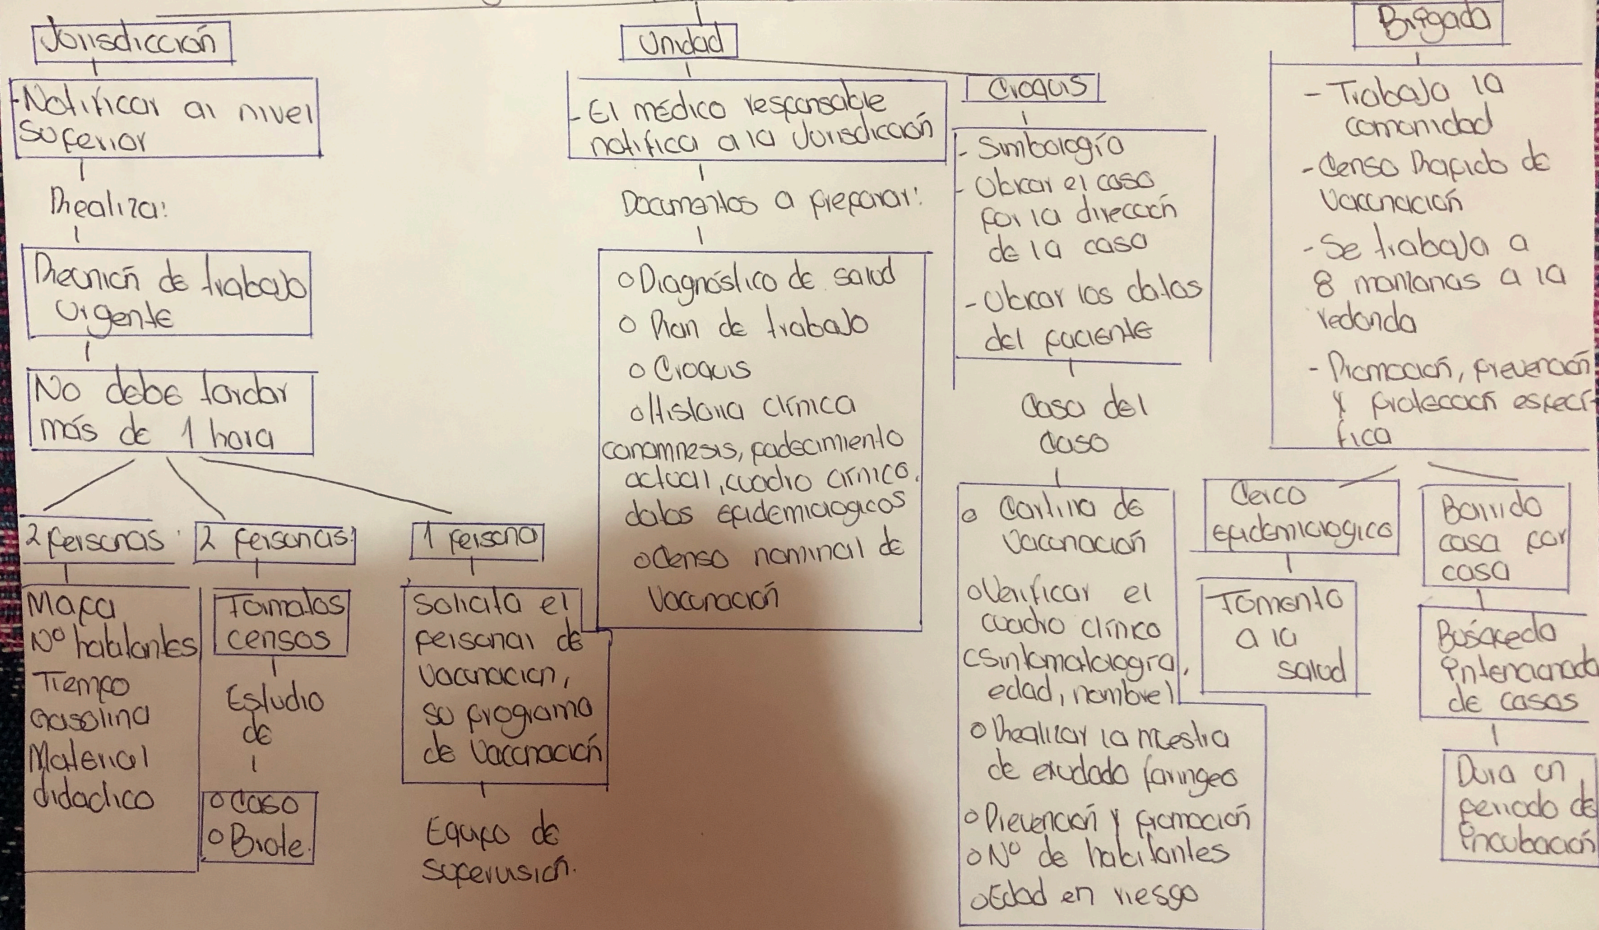 Jurisdicción
- Notificar al nivel
superior
Realiza:
Reunión de trabajo
Urgente
No debe tardar
más de 1 hora
2 personas
Mapa
Nº habitantes
Tiempo
Gasolina
Material
didáctico
2 personas:
Tómalos
censos
Estudio
de
o Caso
o Brote.
1 persona
Solicita el
personal de
vacunación,
su programa
de vacunación
Equipo de
supervisión.
Unidad
- El médico responsable
notifica a la Jurisdicción
Documentos a preparar:
o Diagnóstico de salud
o Plan de trabajo
o Croquis
o Historia clínica
(anamnesis, padecimiento
actual), cuadro clínico,
datos epidemiológicos
o Censo nominal de
Vacunación
Croquis
- Simbología
- Ubicar el caso
por la dirección
de la casa
- Ubicar los datos
del paciente
Casa del
Caso
o Cartilla de
Vacunación
o Verificar el
cuadro clínico
(sintomatología,
edad, nombre)
o Realizar la muestra
de exudado faríngeo
o Prevención y promoción
o Nº de habitantes
o Edad en riesgo
Brigada
- Trabaja la
comunidad
- Censo Rápido de
Vacunación
- Se trabaja a
8 manzanas a la
redonda
- Promoción, prevención
y protección especí-
fica
Cerco
epidemiológico
Fomento
a la
salud
Barrido
casa por
casa
Búsqueda
intencionada
de casos
Dura un
periodo de
incubación